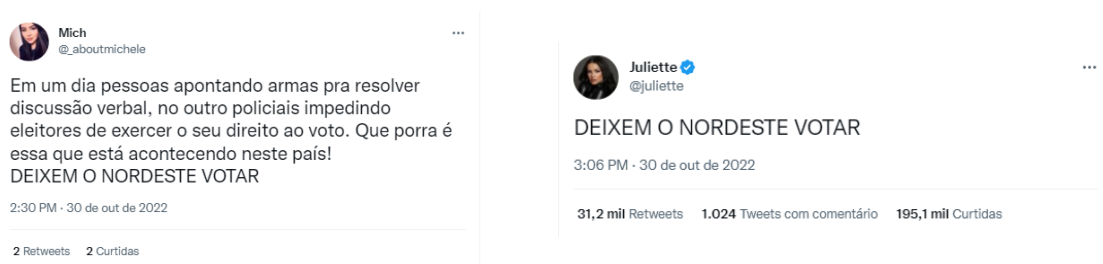 Mich
@_aboutmichele
Em um dia pessoas apontando armas pra resolver
discussão verbal, no outro policiais impedindo
eleitores de exercer o seu direito ao voto. Que porra é
essa que está acontecendo neste país!
DEIXEM O NORDESTE VOTAR
2:30 PM · 30 de out de 2022
2 Retweets 2 Curtidas
Juliette
@juliette
DEIXEM O NORDESTE VOTAR
3:06 PM · 30 de out de 2022
31,2 mil Retweets 1.024 Tweets com comentário 195,1 mil Curtidas